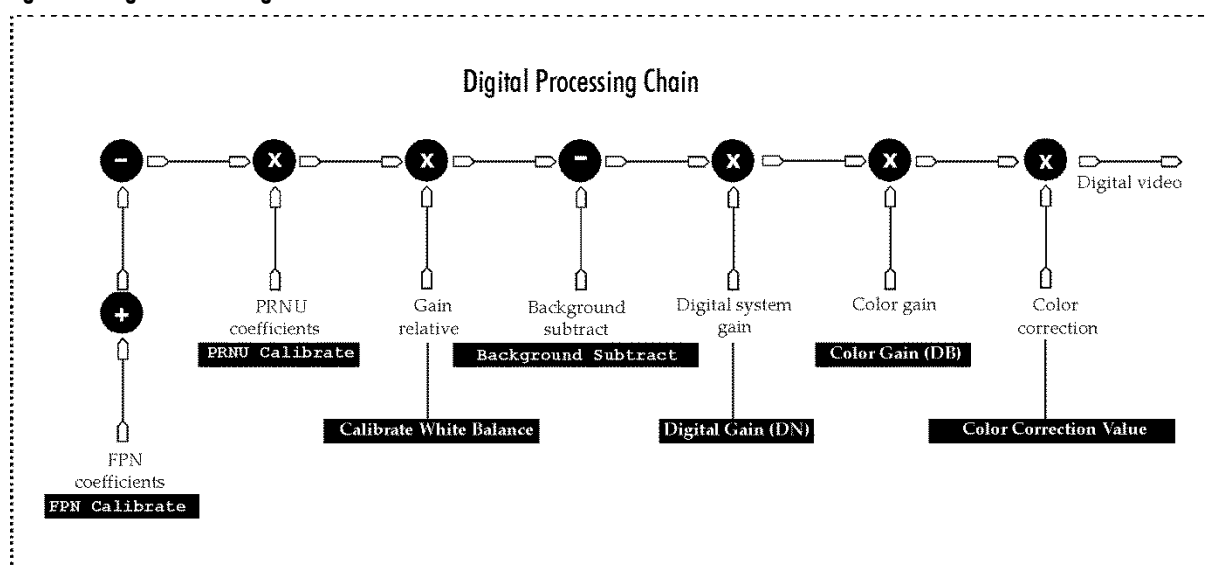 Digital Processing Chain
-
x
x
-
x
x
x
Digital video
+
PRNU
coefficients
PRNU Calibrate
Gain
relative
Background
subtract
Background Subtract
Digital system
gain
Color gain
Color Gain (DB)
Color
correction
Calibrate White Balance
Digital Gain (DN)
Color Correction Value
FPN
coefficients
FPN Calibrate